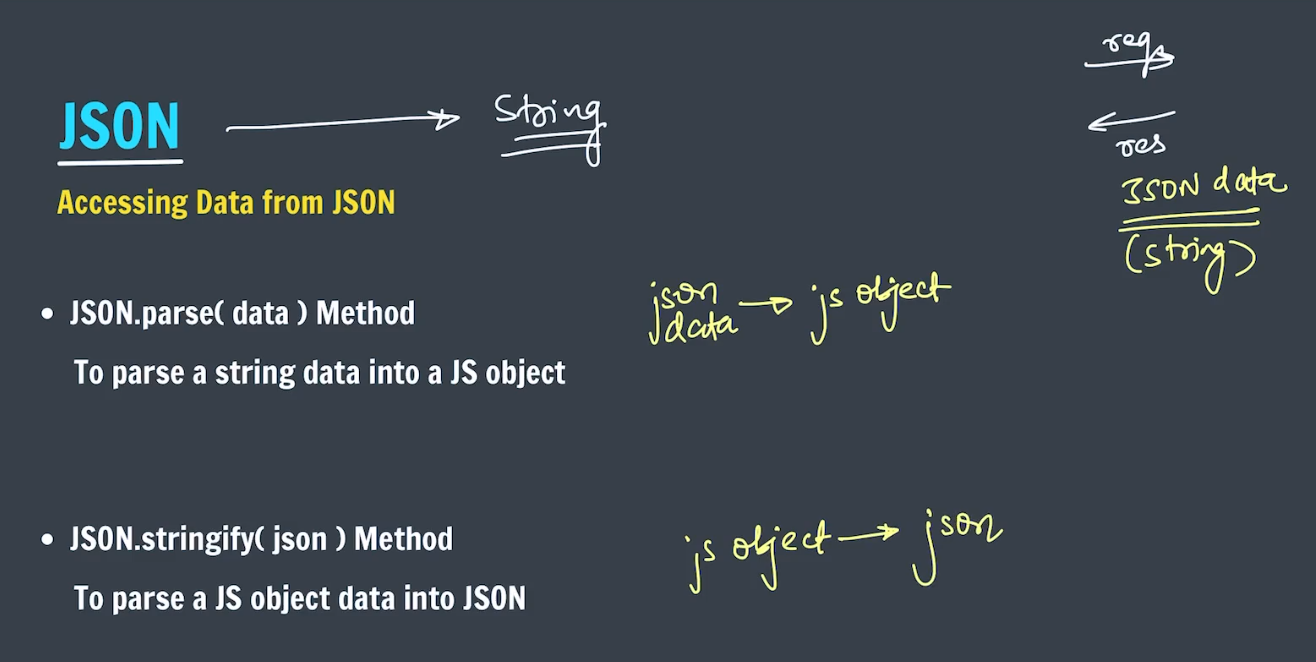 JSON
String
req
res
JSON data
(string)
Accessing Data from JSON
JSON.parse( data ) Method
json data → js object
To parse a string data into a JS object
JSON.stringify( json ) Method
js object → json
To parse a JS object data into JSON